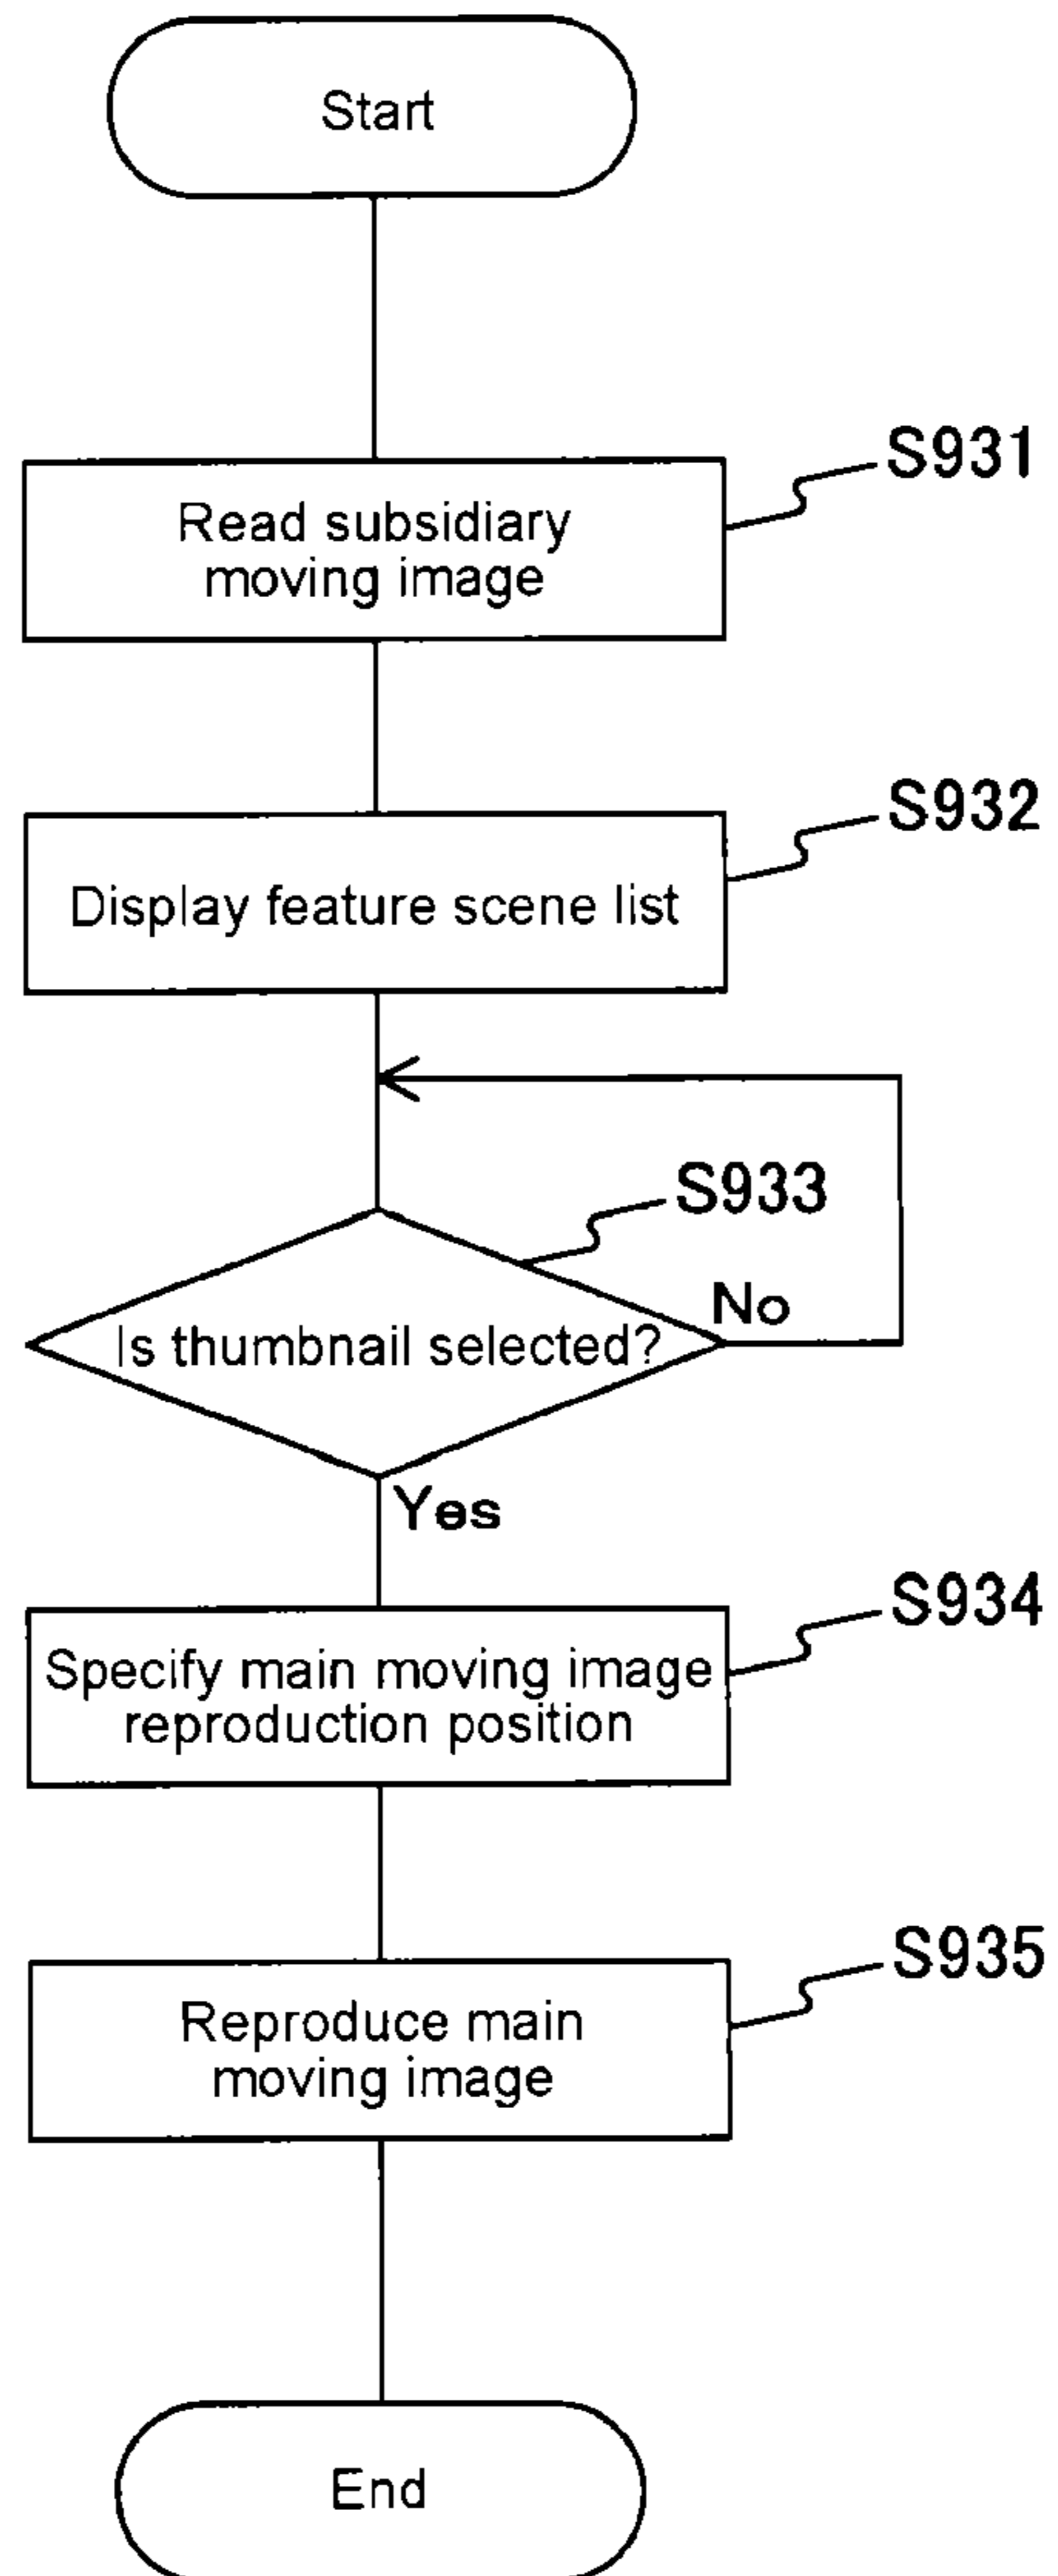 Start
S931
Read subsidiary
moving image
S932
Display feature scene list
S933
No
Is thumbnail selected?
Yes
S934
Specify main moving image
reproduction position
S935
Reproduce main
moving image
End